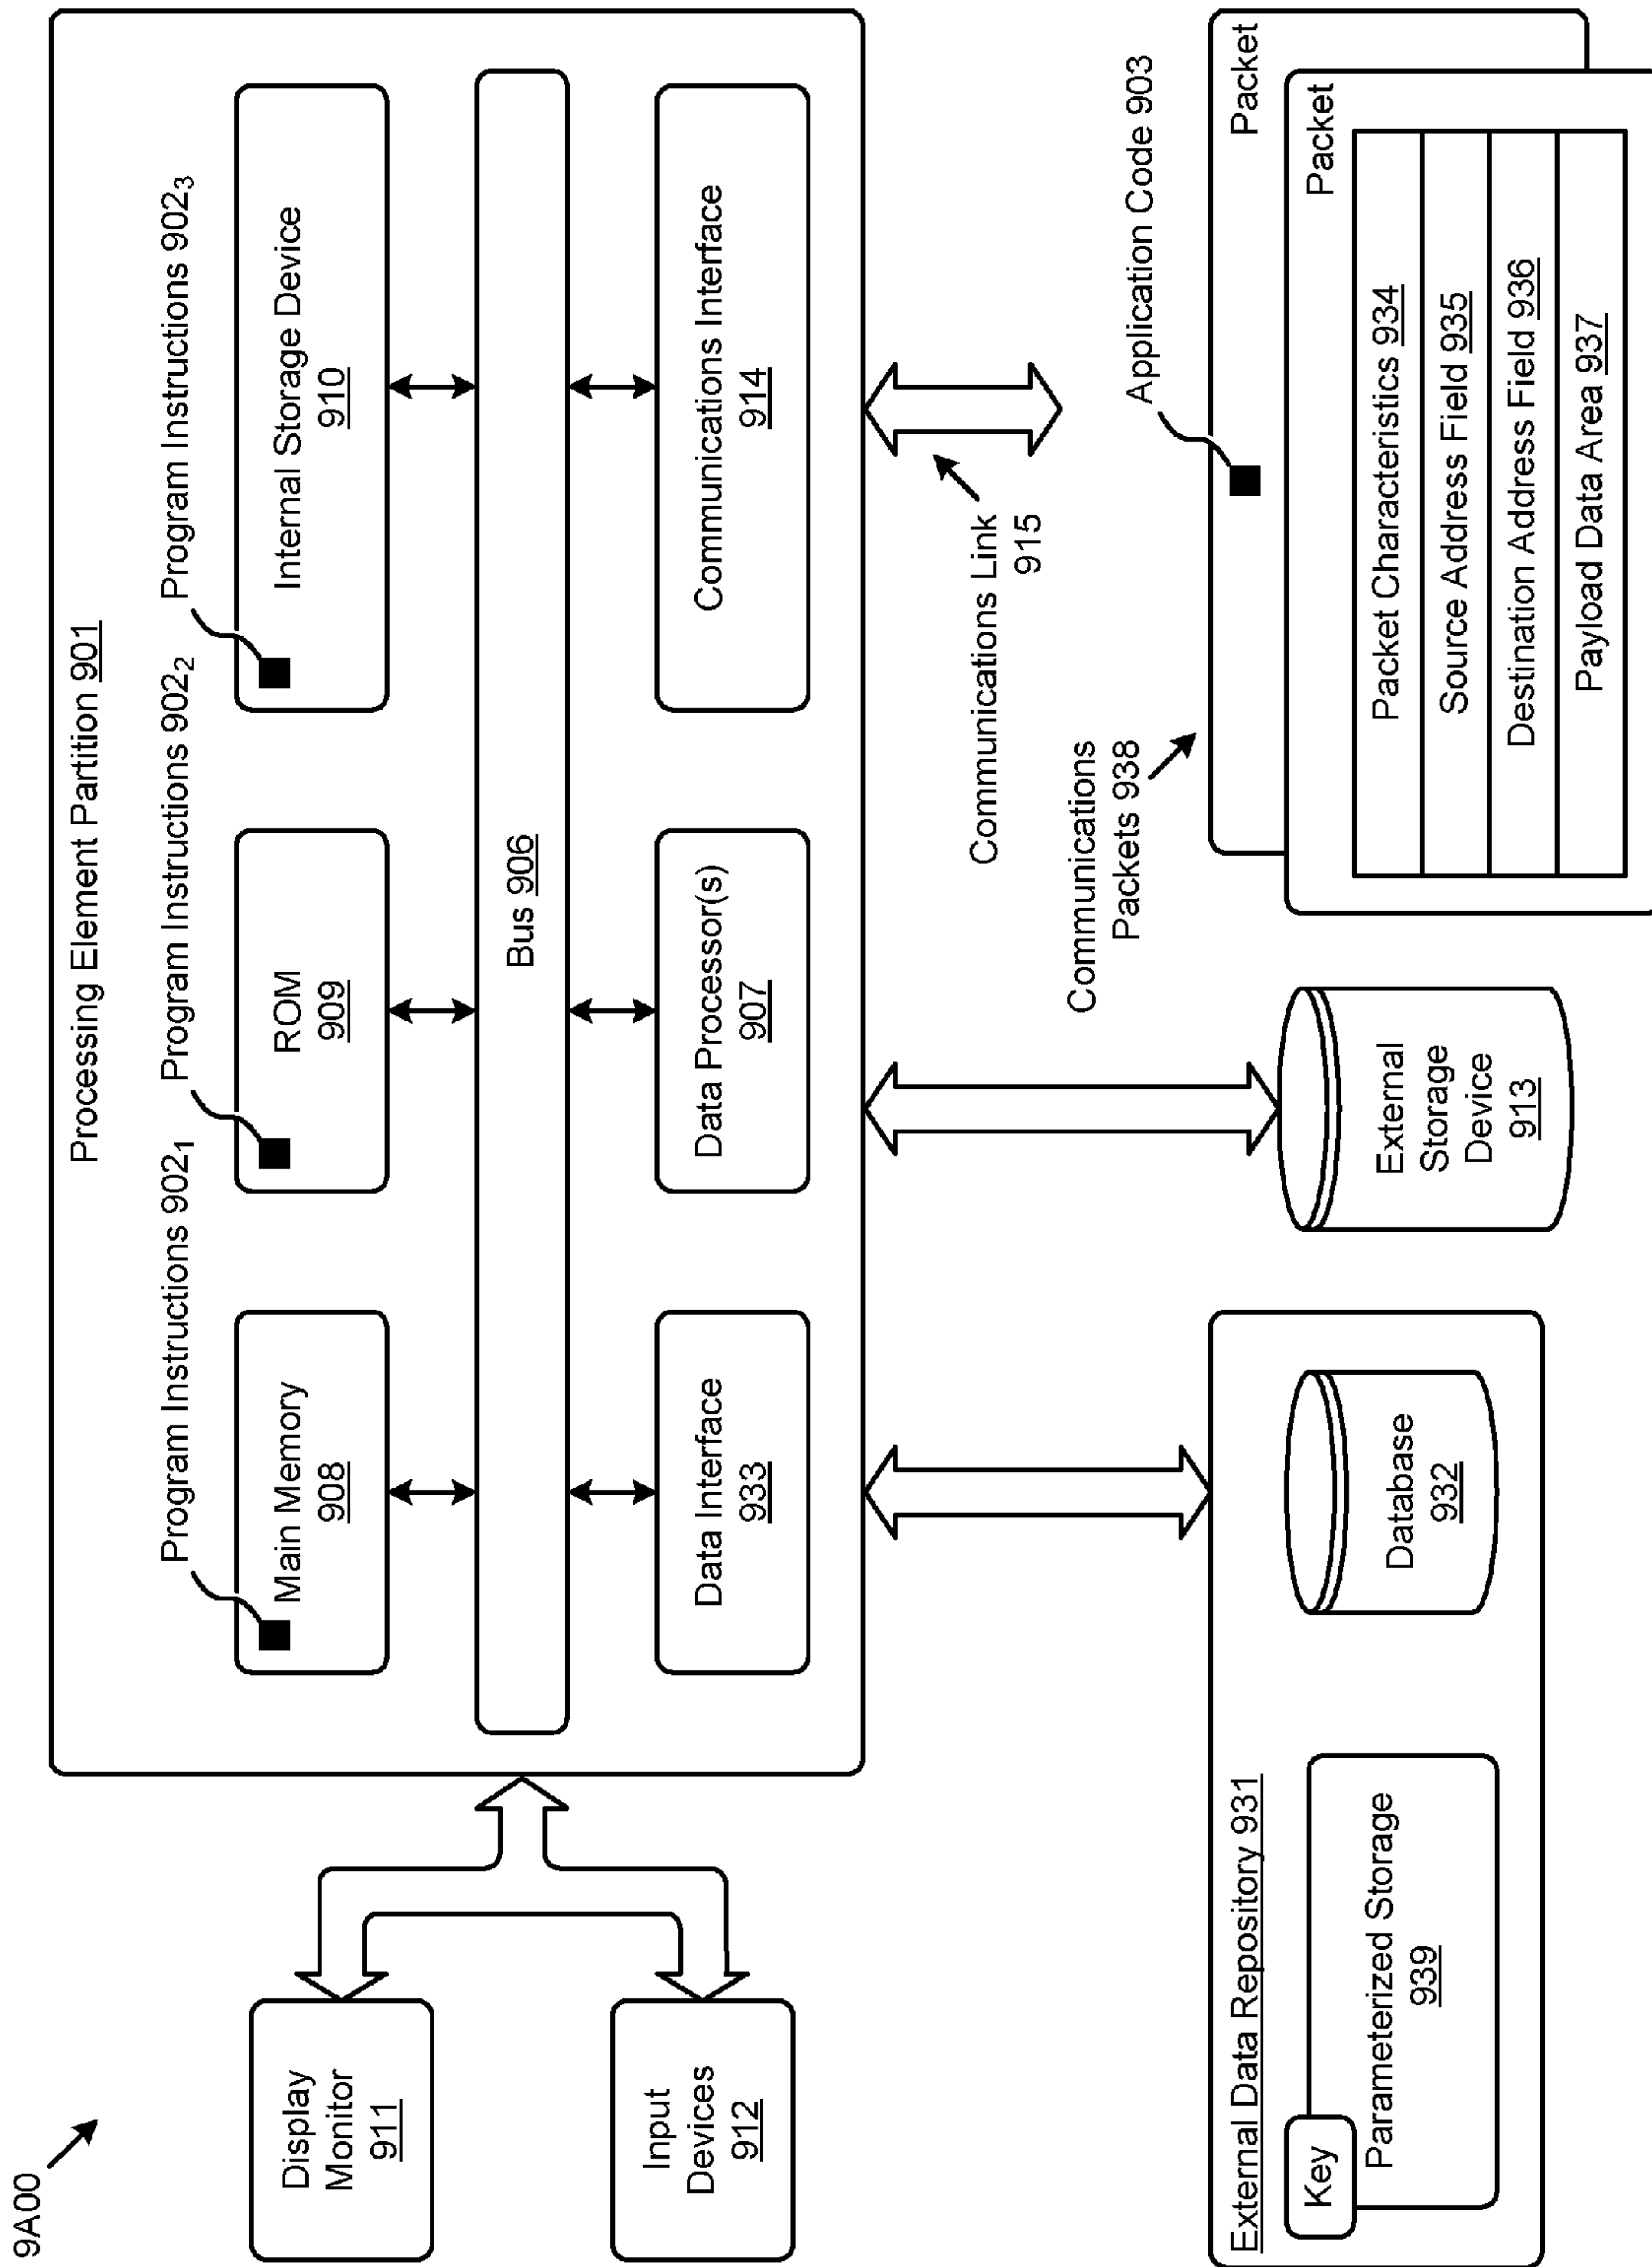 9A00
Processing Element Partition 901
Program Instructions 902₁
Program Instructions 902₂
Program Instructions 902₃
Main Memory
908
ROM
909
Internal Storage Device
910
Display
Monitor
911
Bus 906
Input
Devices
912
Data Interface
933
Data Processor(s)
907
Communications Interface
914
Communications Link
915
Communications
Packets 938
Application Code 903
External Data Repository 931
Key
Parameterized Storage
939
Database
932
External
Storage
Device
913
Packet
Packet
Packet Characteristics 934
Source Address Field 935
Destination Address Field 936
Payload Data Area 937